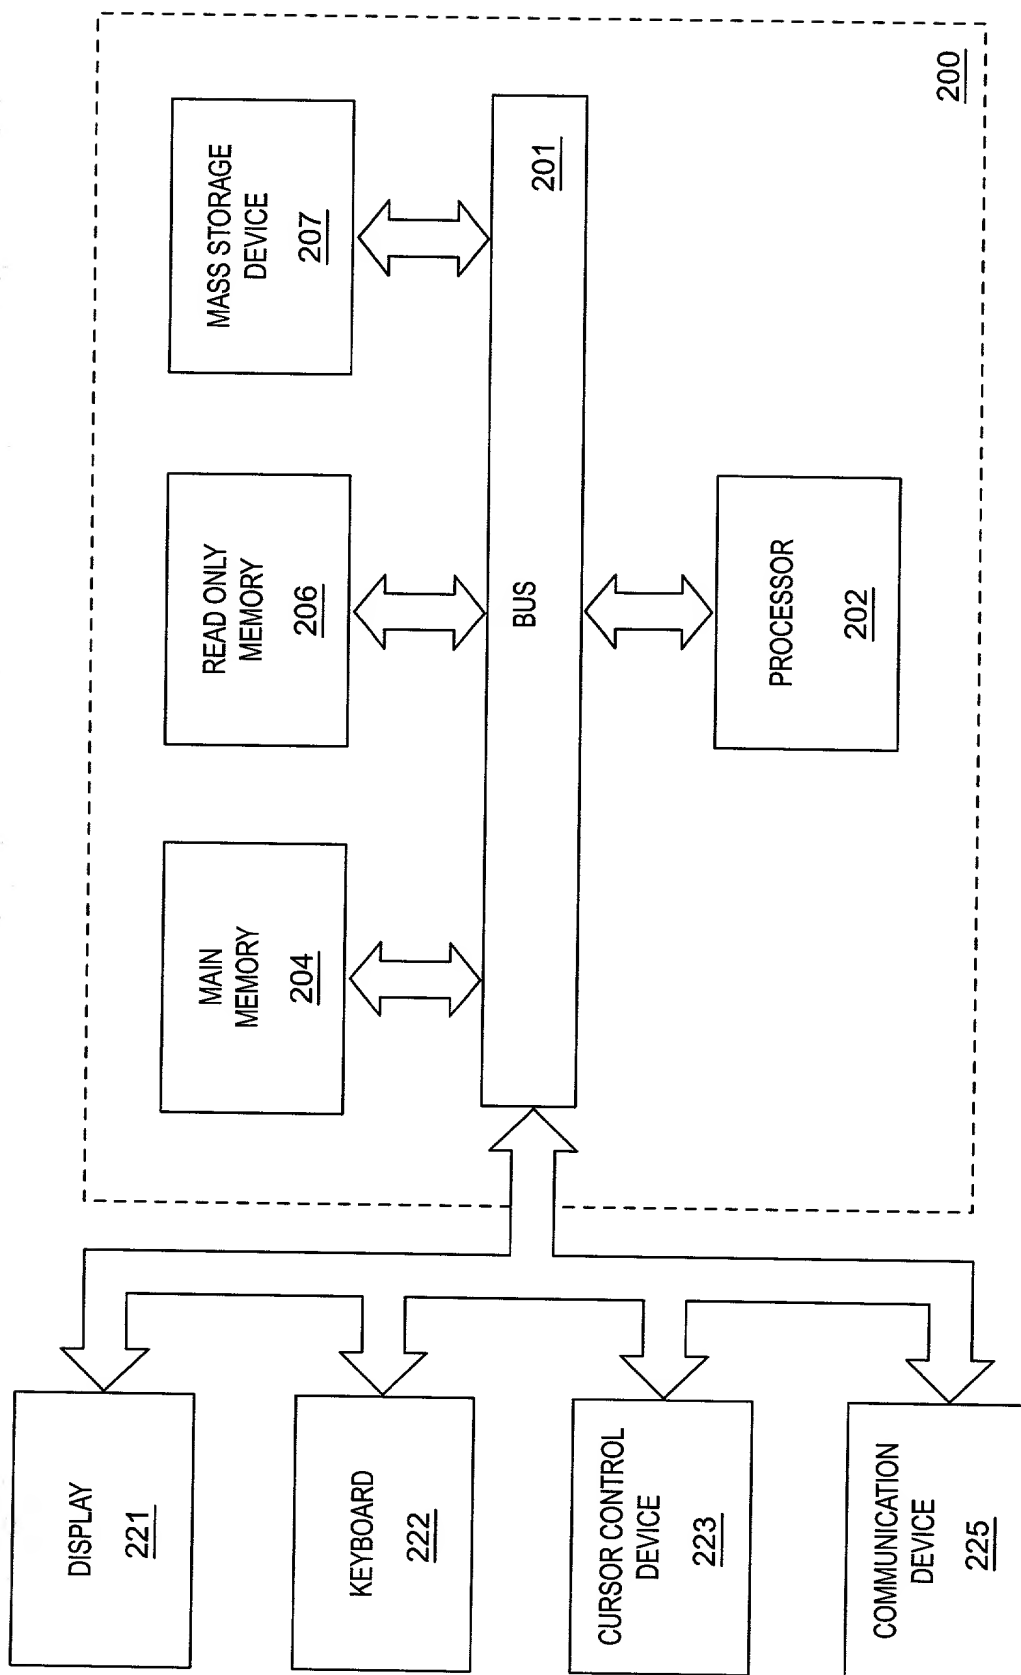 DISPLAY
221
KEYBOARD
222
CURSOR CONTROL
DEVICE
223
COMMUNICATION
DEVICE
225
MAIN
MEMORY
204
READ ONLY
MEMORY
206
MASS STORAGE
DEVICE
207
BUS
201
PROCESSOR
202
200